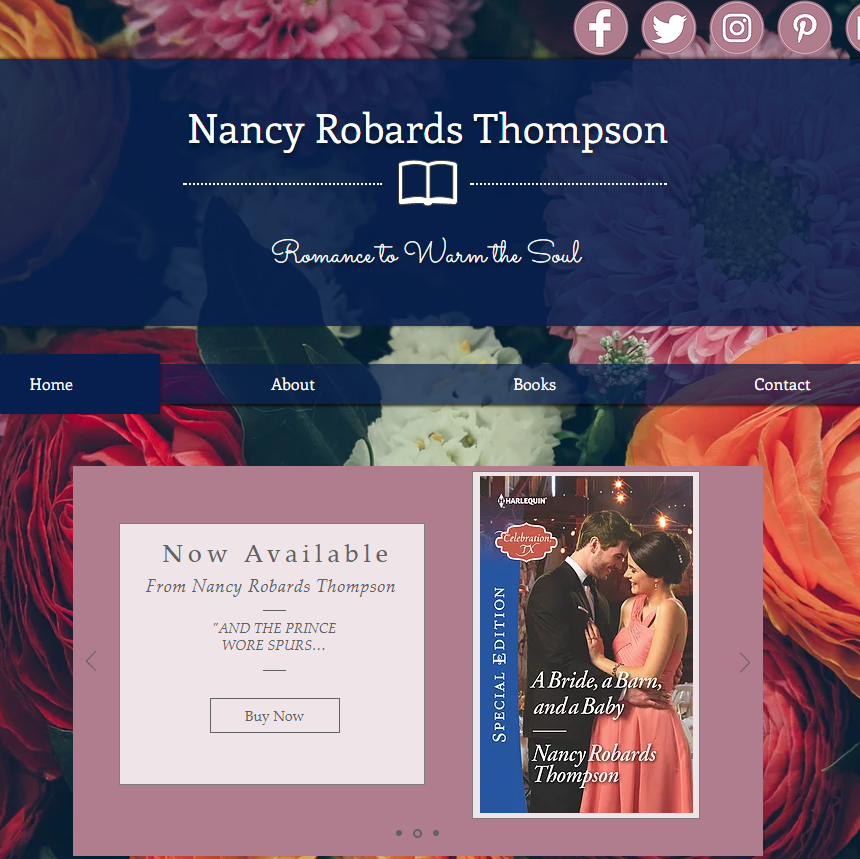 Nancy Robards Thompson
Romance to Warm the Soul
Home
About
Books
Contact
Now Available
From Nancy Robards Thompson
"AND THE PRINCE
WORE SPURS...
Buy Now
HARLEQUIN
Celebration,
TX
SPECIAL EDITION
A Bride, a Barn,
and a Baby
Nancy Robards
Thompson